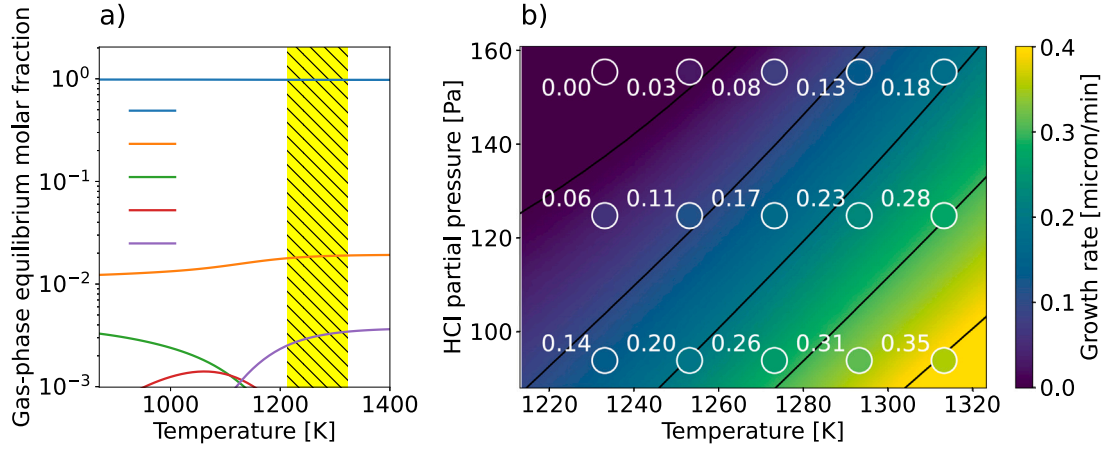 a)
Gas-phase equilibrium molar fraction
10⁰
10⁻¹
10⁻²
10⁻³
1000 1200 1400
Temperature [K]
b)
HCl partial pressure [Pa]
160
140
120
100
0.00 0.03 0.08 0.13 0.18
0.06 0.11 0.17 0.23 0.28
0.14 0.20 0.26 0.31 0.35
1220 1240 1260 1280 1300 1320
Temperature [K]
0.4
0.3
0.2
0.1
0.0
Growth rate [micron/min]